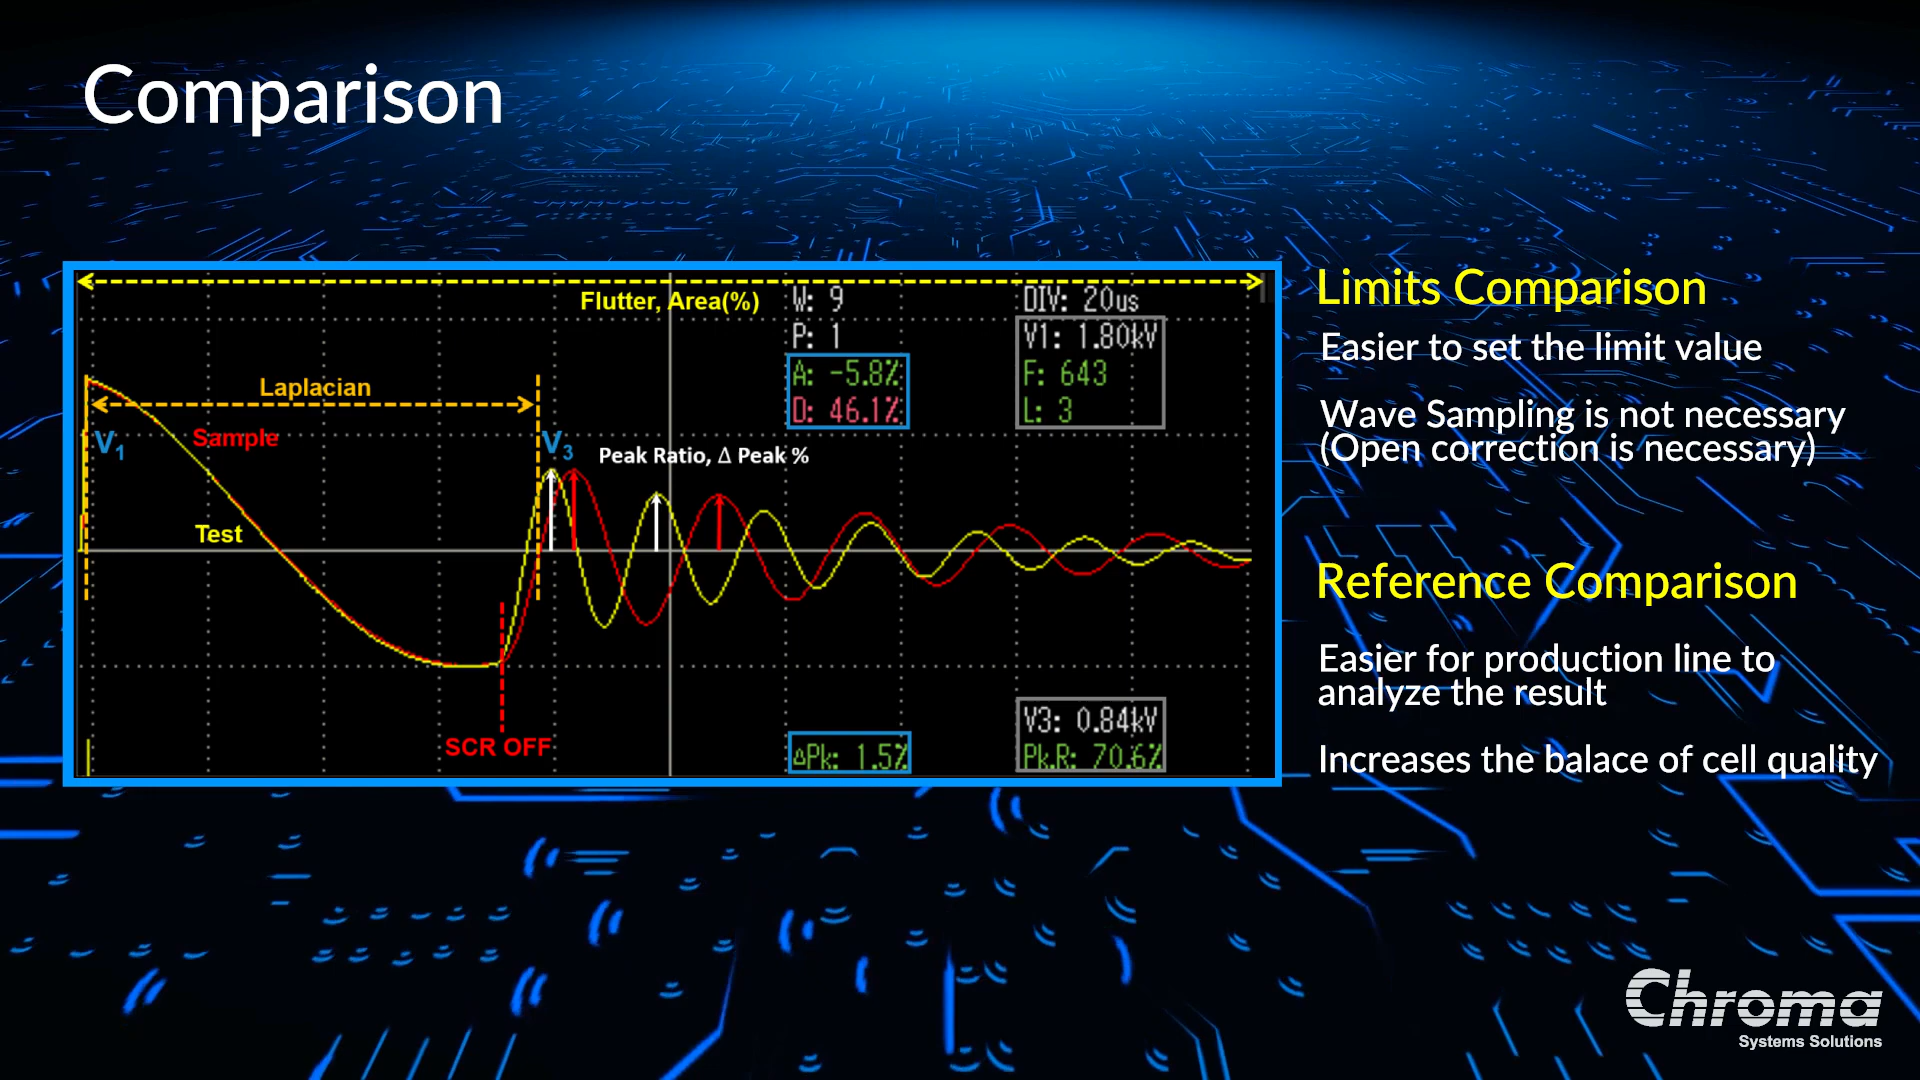 Comparison
Flutter, Area(%)
W: 9
DIV: 20us
P: 1
V1: 1.80kV
A: -5.8%
F: 643
D: 46.1%
L: 3
Laplacian
V1
Sample
V3
Peak Ratio, Δ Peak %
Test
SCR OFF
V3: 0.84kV
ΔPk: 1.5%
Pk.R: 70.6%
Limits Comparison
Easier to set the limit value
Wave Sampling is not necessary
(Open correction is necessary)
Reference Comparison
Easier for production line to
analyze the result
Increases the balace of cell quality
Chroma
Systems Solutions